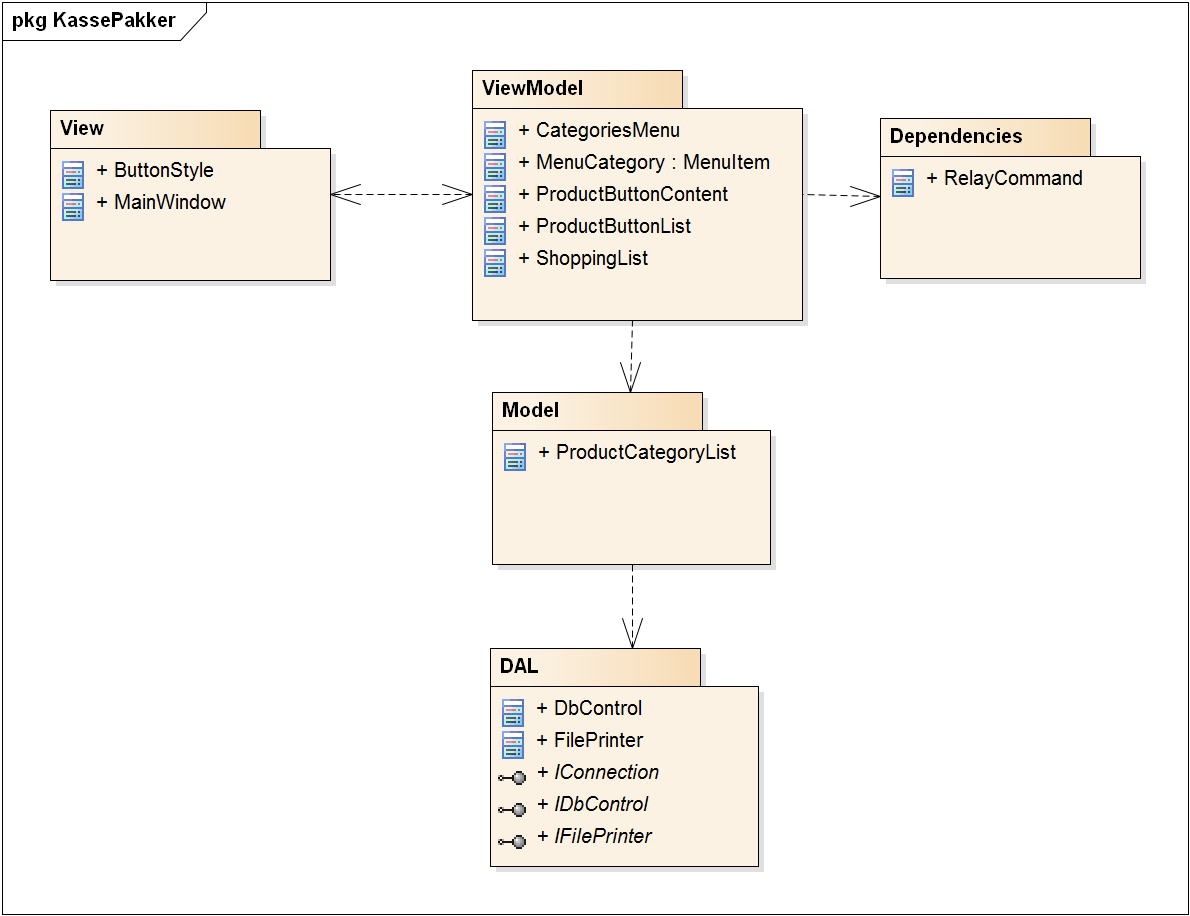 pkg KassePakker
ViewModel
+ CategoriesMenu
+ MenuCategory : MenuItem
+ ProductButtonContent
+ ProductButtonList
+ ShoppingList
View
+ ButtonStyle
+ MainWindow
Dependencies
+ RelayCommand
Model
+ ProductCategoryList
DAL
+ DbControl
+ FilePrinter
+ IConnection
+ IDbControl
+ IFilePrinter